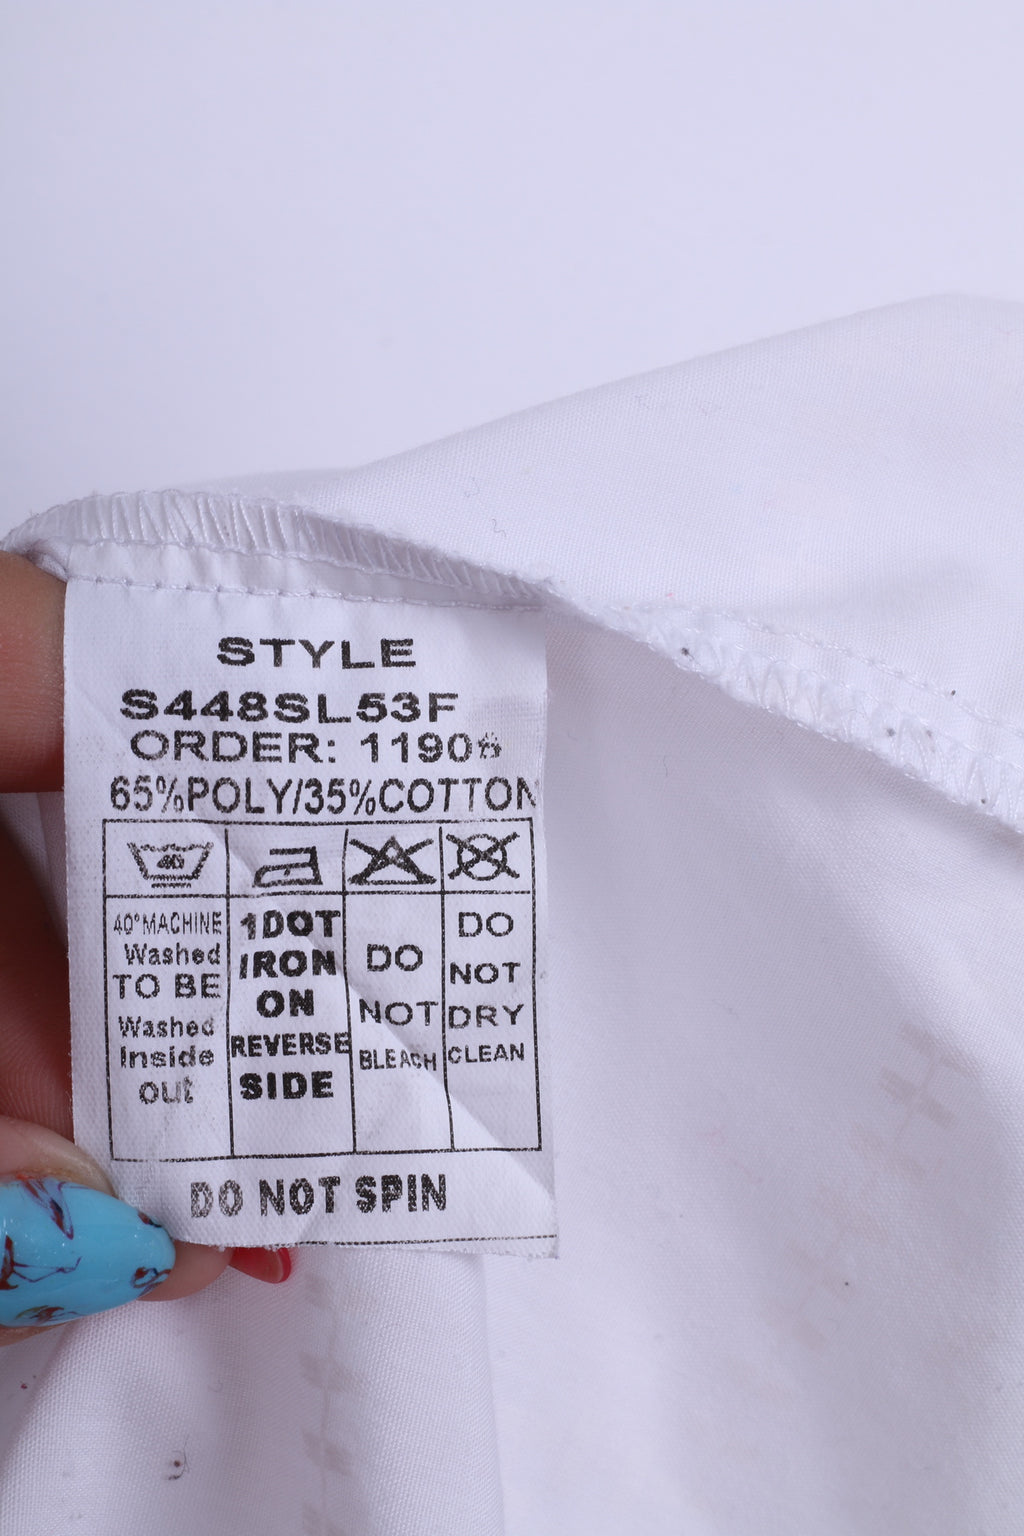 STYLE
S448SL53F
ORDER: 11906
65%POLY/35%COTTON
40
40° MACHINE
Washed
TO BE
Washed
Inside
out
1DOT
IRON
ON
REVERSE
SIDE
DO
NOT
BLEACH
DO
NOT
DRY
CLEAN
DO NOT SPIN